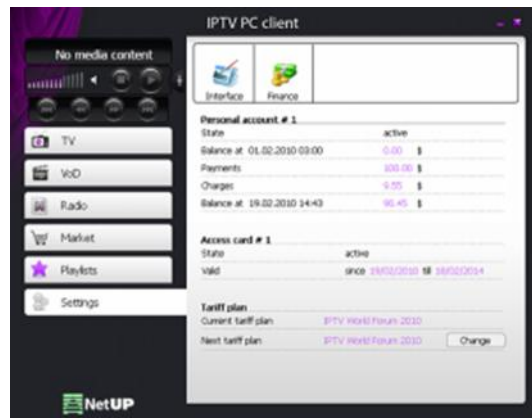 IPTV PC client
No media content
Interface
Finance
TV
VoD
Radio
Market
Playlists
Settings
NetUP
Personal account # 1
State active
Balance at 01.02.2010 03:00 0.00 $
Payments 100.00 $
Charges 9.55 $
Balance at 19.02.2010 14:43 90.45 $
Access card # 1
State active
Valid since 19/02/2010 till 18/02/2014
Tariff plan
Current tariff plan IPTV World Forum 2010
Next tariff plan IPTV World Forum 2010 Change